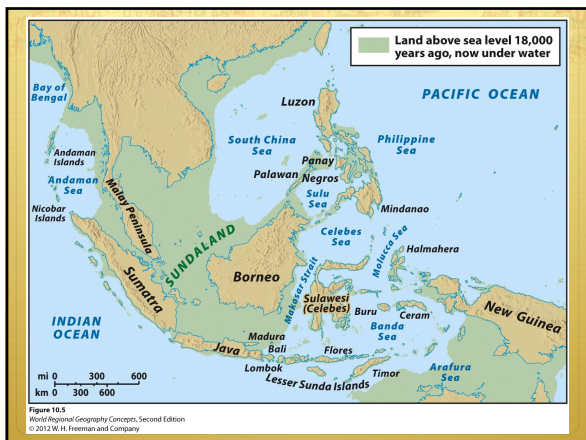 Land above sea level 18,000
years ago, now under water
Bay of
Bengal
PACIFIC OCEAN
Luzon
South China
Sea
Philippine
Sea
Andaman
Islands
Panay
Palawan
Negros
Andaman
Sea
Malay Peninsula
Sulu
Sea
Nicobar
Islands
Mindanao
SUNDALAND
Celebes
Sea
Molucca Sea
Halmahera
Sumatra
Borneo
Makasar Strait
Sulawesi
(Celebes)
Buru
Ceram
New Guinea
INDIAN
OCEAN
Banda
Sea
Madura
Java
Bali
Flores
Lombok
Timor
Arafura
Sea
Lesser Sunda Islands
mi 0 300 600
km 0 300 600
Figure 10.5
World Regional Geography Concepts, Second Edition
© 2012 W. H. Freeman and Company